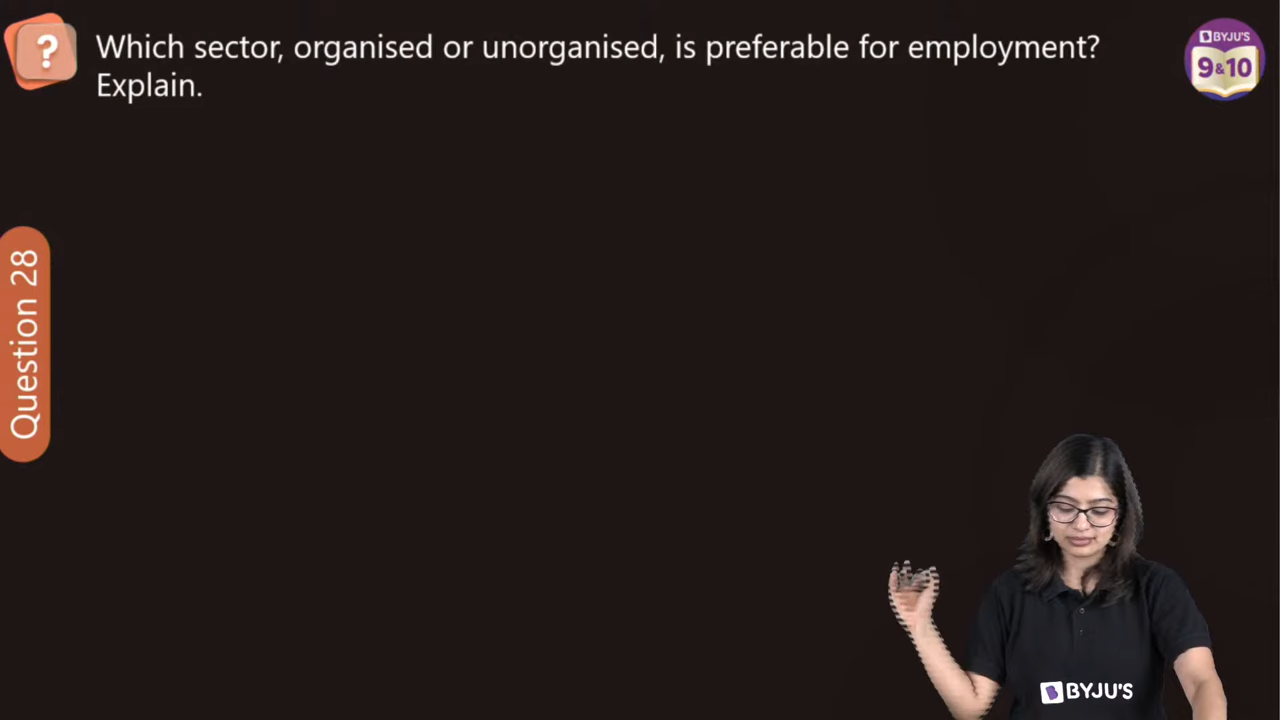 ?
Which sector, organised or unorganised, is preferable for employment?
Explain.
BYJU'S
9&10
Question 28
BYJU'S